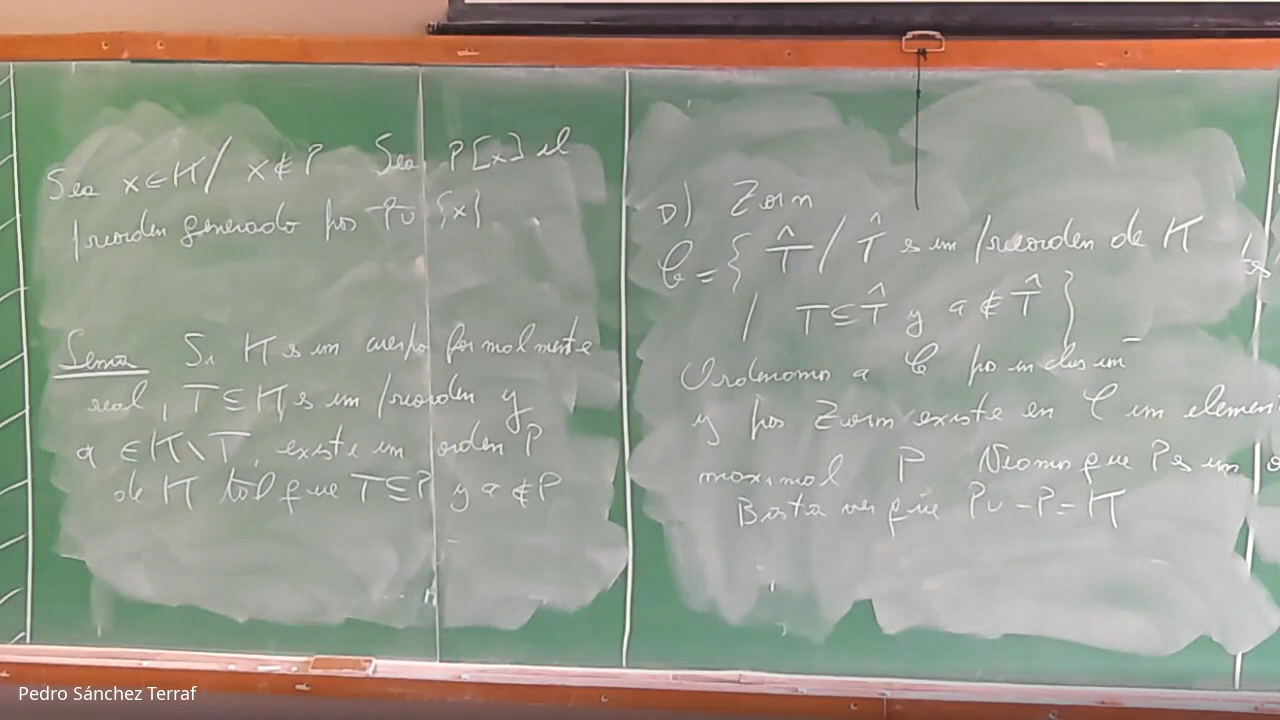 Sea x∈K/ x∉P Sea P[x] el
preorden generado por P∪{x}
Lema Si K es un cuerpo formalmente
real, T⊆K es un preorden y
a∈K\T, existe un orden P
de K tal que T⊆P y a∉P
D) Zorn
C = { T̂ / T̂ es un preorden de K
/ T⊆T̂ y a∉T̂ }
Ordenamos a C por inclusión
y por Zorn existe en C un elemen
maximal P Veamos que P es un o
Basta ver que P∪-P=K
Pedro Sánchez Terraf